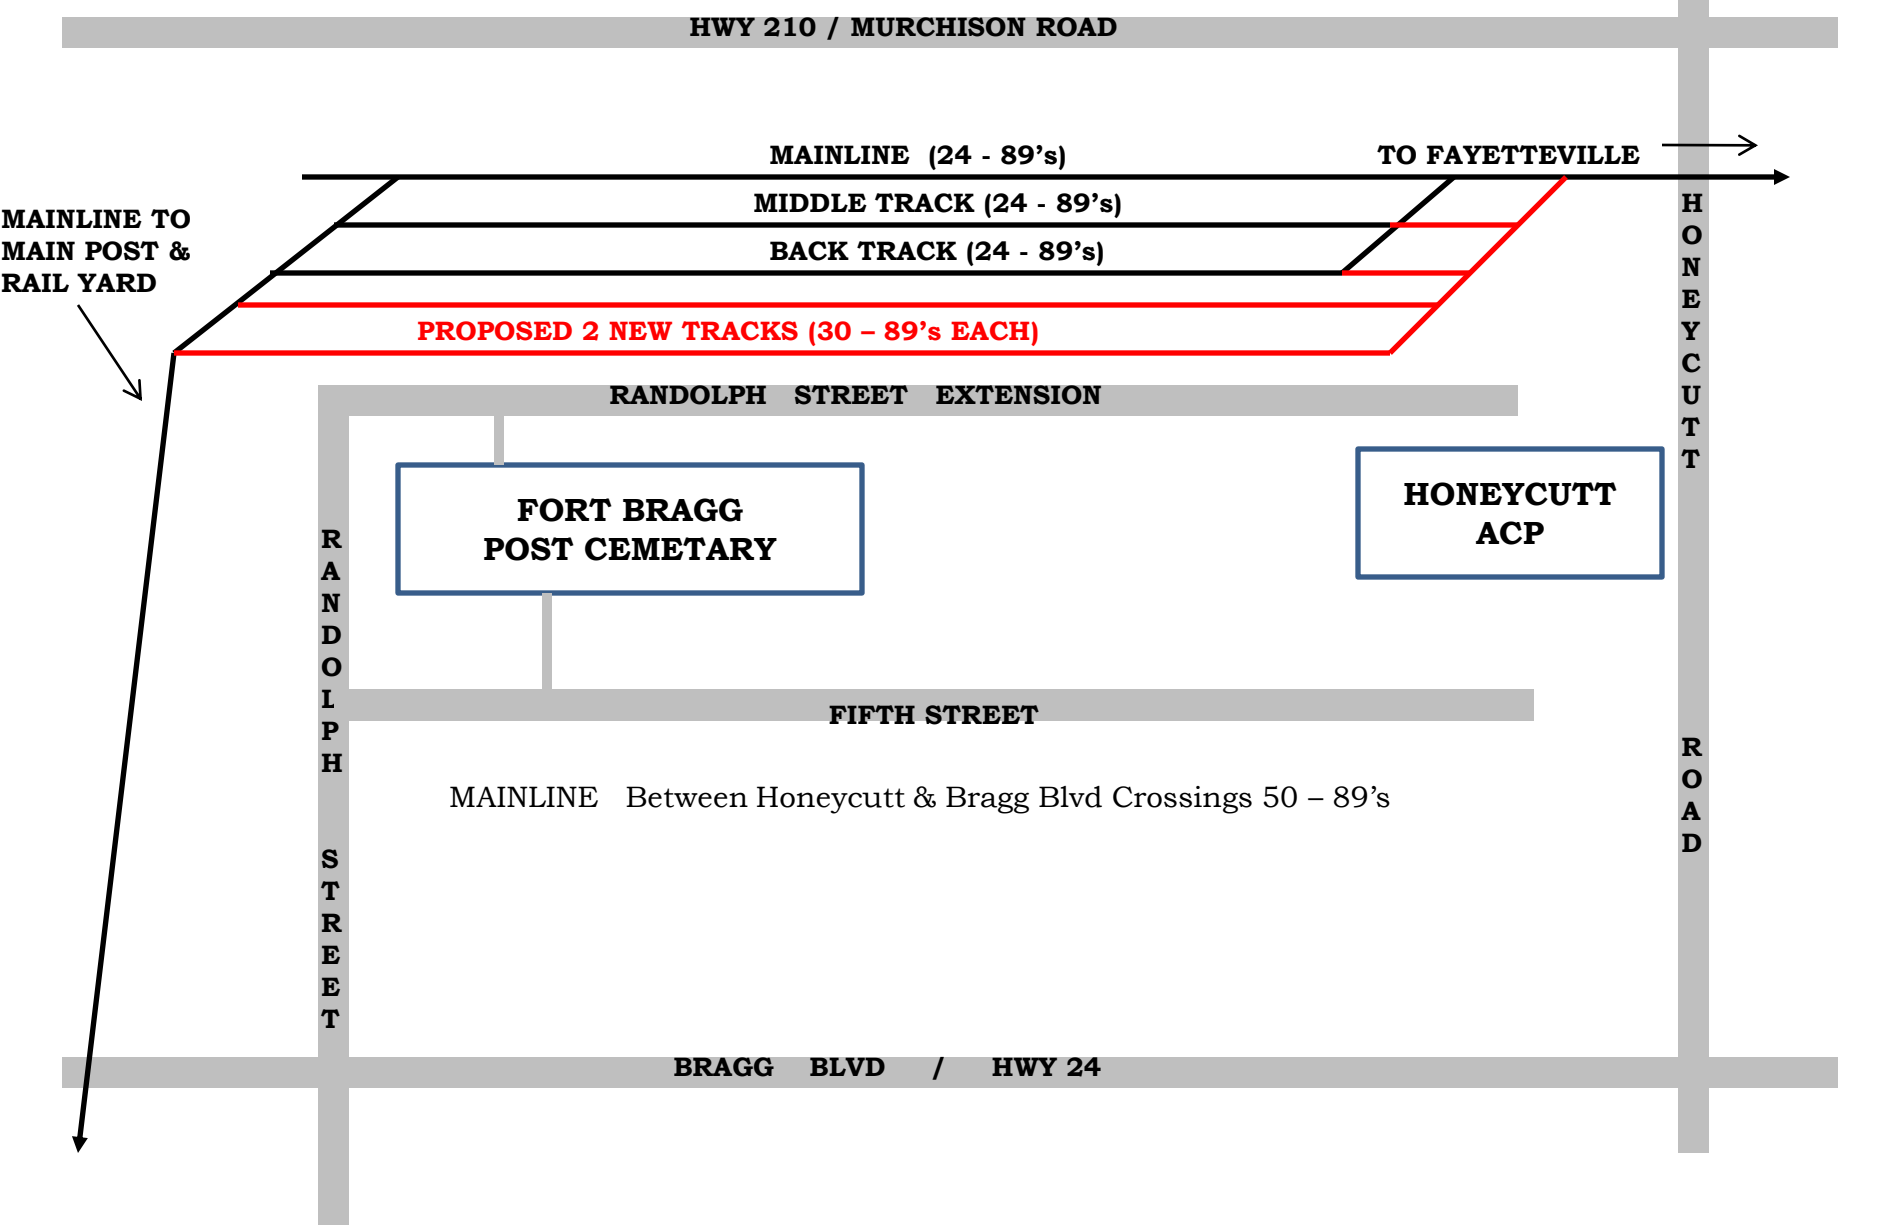 HWY 210 / MURCHISON ROAD
MAINLINE (24 - 89’s)
TO FAYETTEVILLE
MIDDLE TRACK (24 - 89’s)
MAINLINE TO
MAIN POST &
RAIL YARD
BACK TRACK (24 - 89’s)
PROPOSED 2 NEW TRACKS (30 – 89’s EACH)
RANDOLPH STREET EXTENSION
HONEYCUTT ROAD
FORT BRAGG
POST CEMETARY
HONEYCUTT
ACP
RANDOLPH STREET
FIFTH STREET
MAINLINE Between Honeycutt & Bragg Blvd Crossings 50 – 89’s
BRAGG BLVD / HWY 24